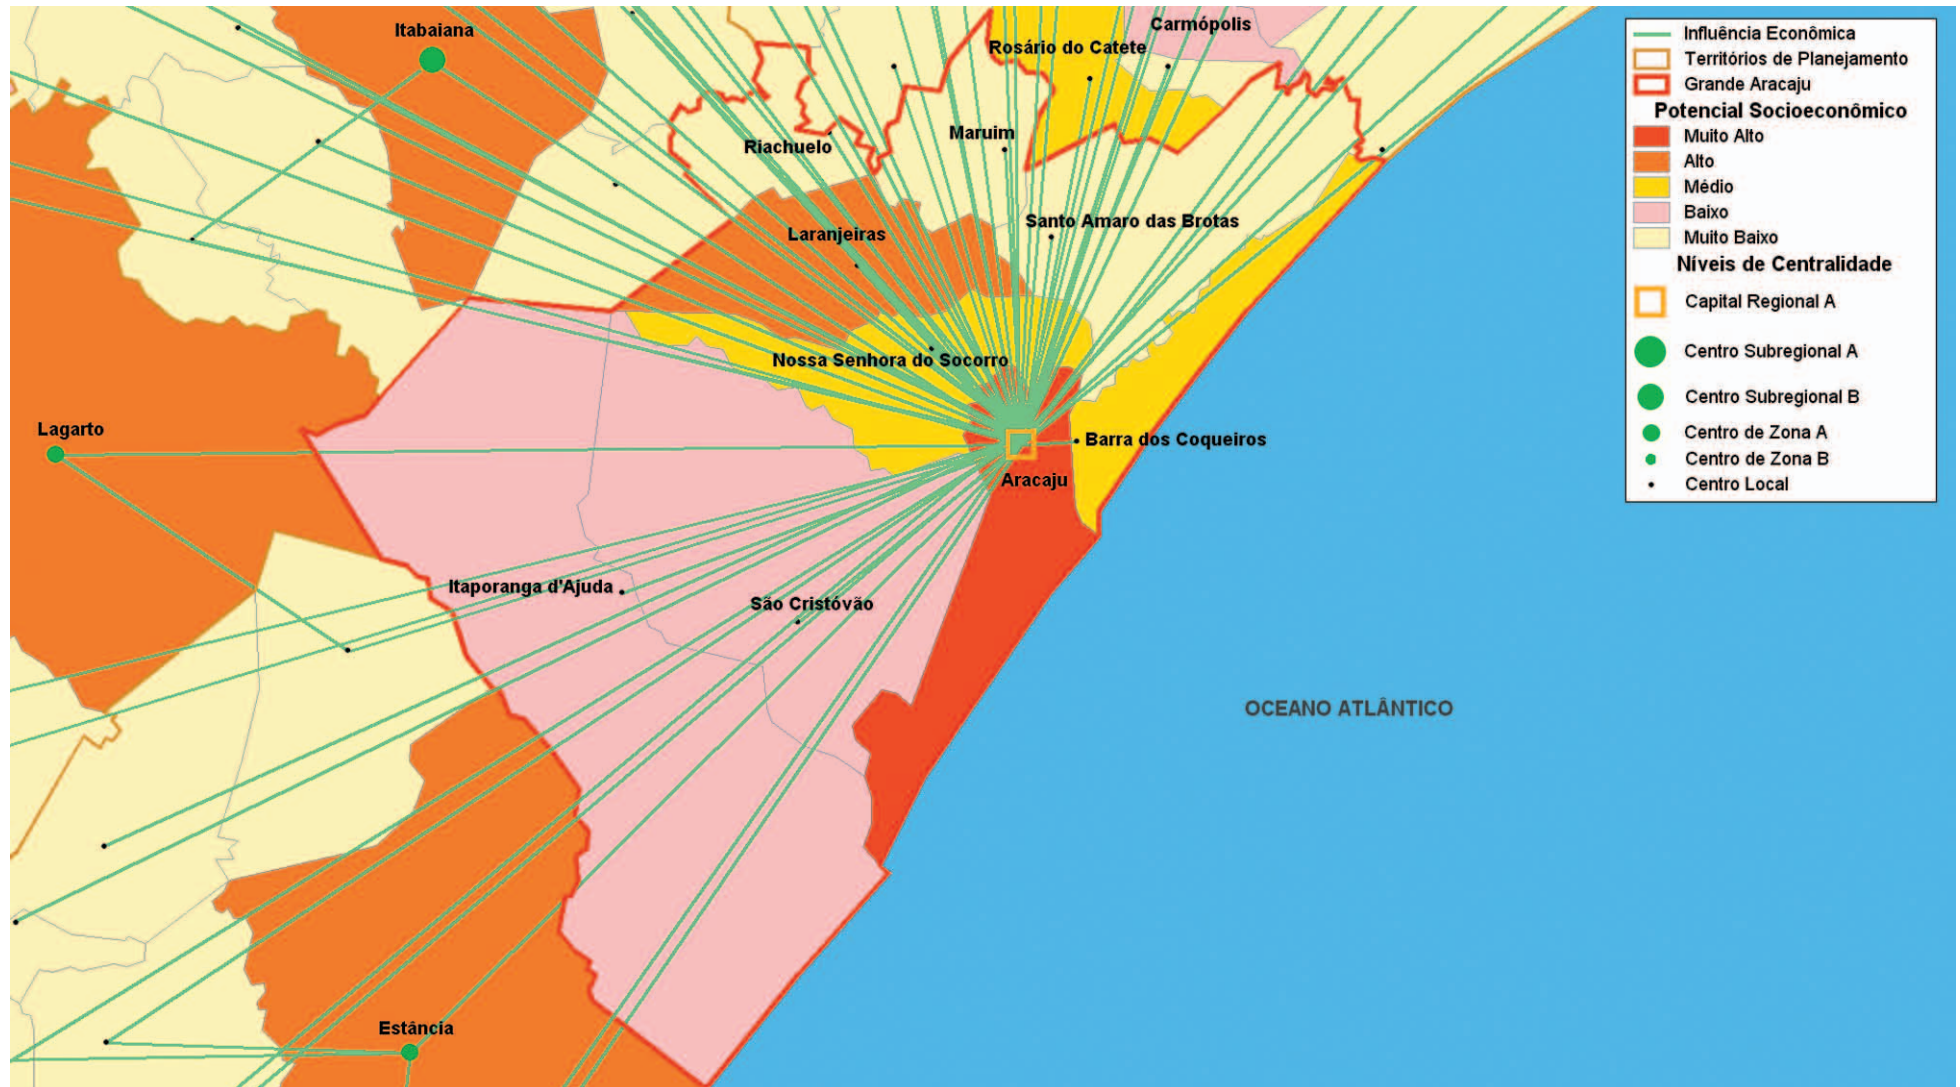 Itabaiana
Carmópolis
Rosário do Catete
Maruim
Riachuelo
Santo Amaro das Brotas
Laranjeiras
Nossa Senhora do Socorro
Lagarto
Barra dos Coqueiros
Aracaju
Itaporanga d'Ajuda
São Cristóvão
OCEANO ATLÂNTICO
Estância
Influência Econômica
Territórios de Planejamento
Grande Aracaju
Potencial Socioeconômico
Muito Alto
Alto
Médio
Baixo
Muito Baixo
Níveis de Centralidade
Capital Regional A
Centro Subregional A
Centro Subregional B
Centro de Zona A
Centro de Zona B
Centro Local